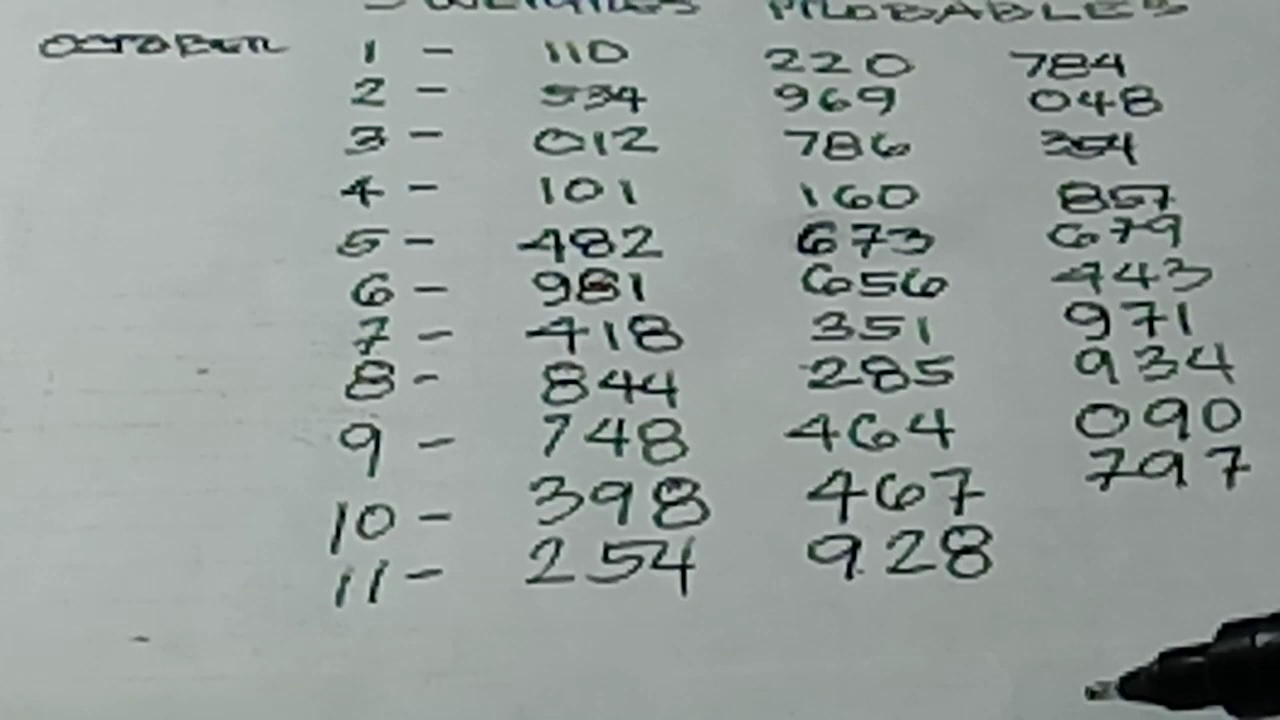 PROBABLES
OCTOBER 1 - 110 220 784
2 - 534 969 048
3 - 012 786 354
4 - 101 160 857
5 - 482 673 679
6 - 981 656 443
7 - 418 351 971
8 - 844 285 934
9 - 748 464 090
10 - 398 467 797
11 - 254 928